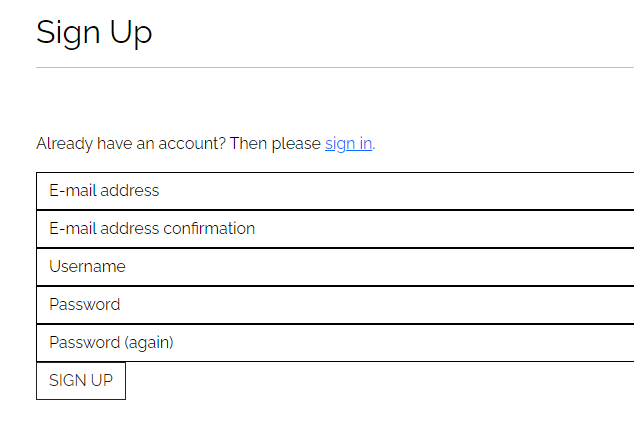 Sign Up
Already have an account? Then please sign in.
E-mail address
E-mail address confirmation
Username
Password
Password (again)
SIGN UP